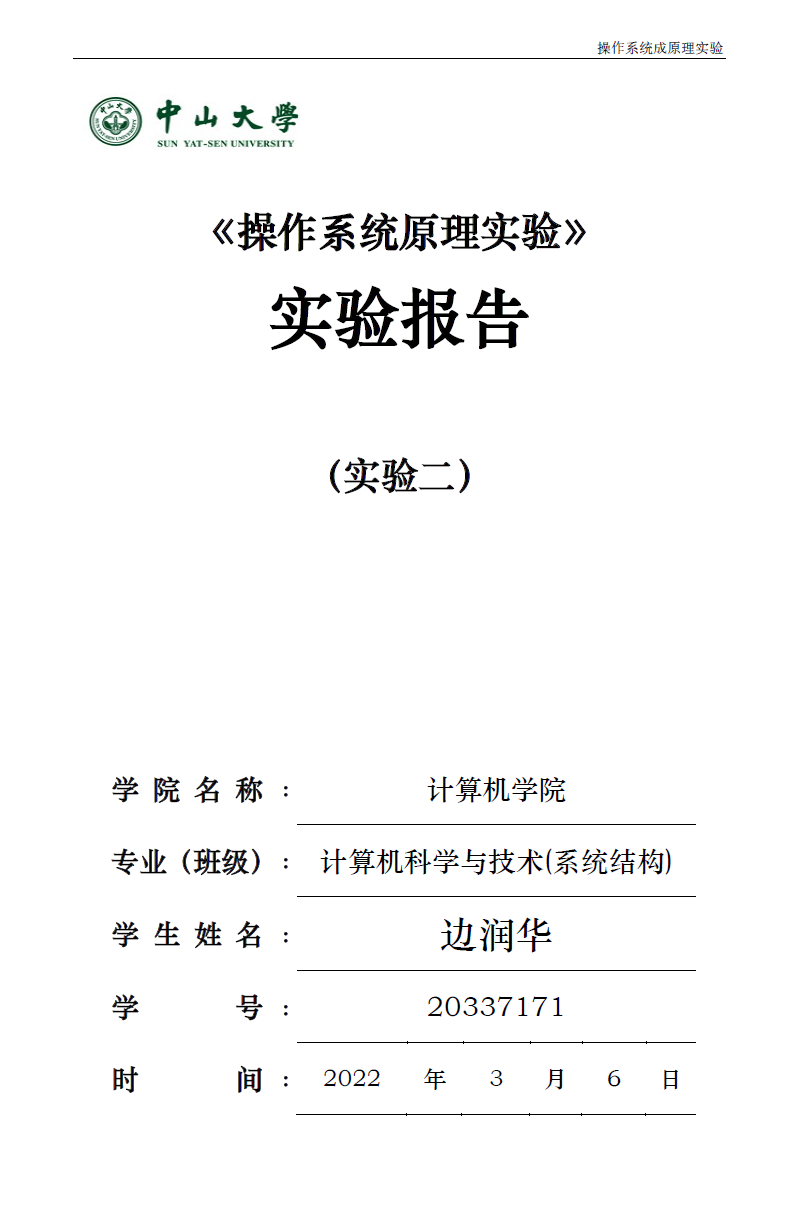 操作系统成原理实验
中山大學
SUN YAT-SEN UNIVERSITY
《操作系统原理实验》
实验报告
（实验二）
学院名称：计算机学院
专业（班级）：计算机科学与技术(系统结构)
学生姓名：边润华
学号：20337171
时间：2022 年 3 月 6 日